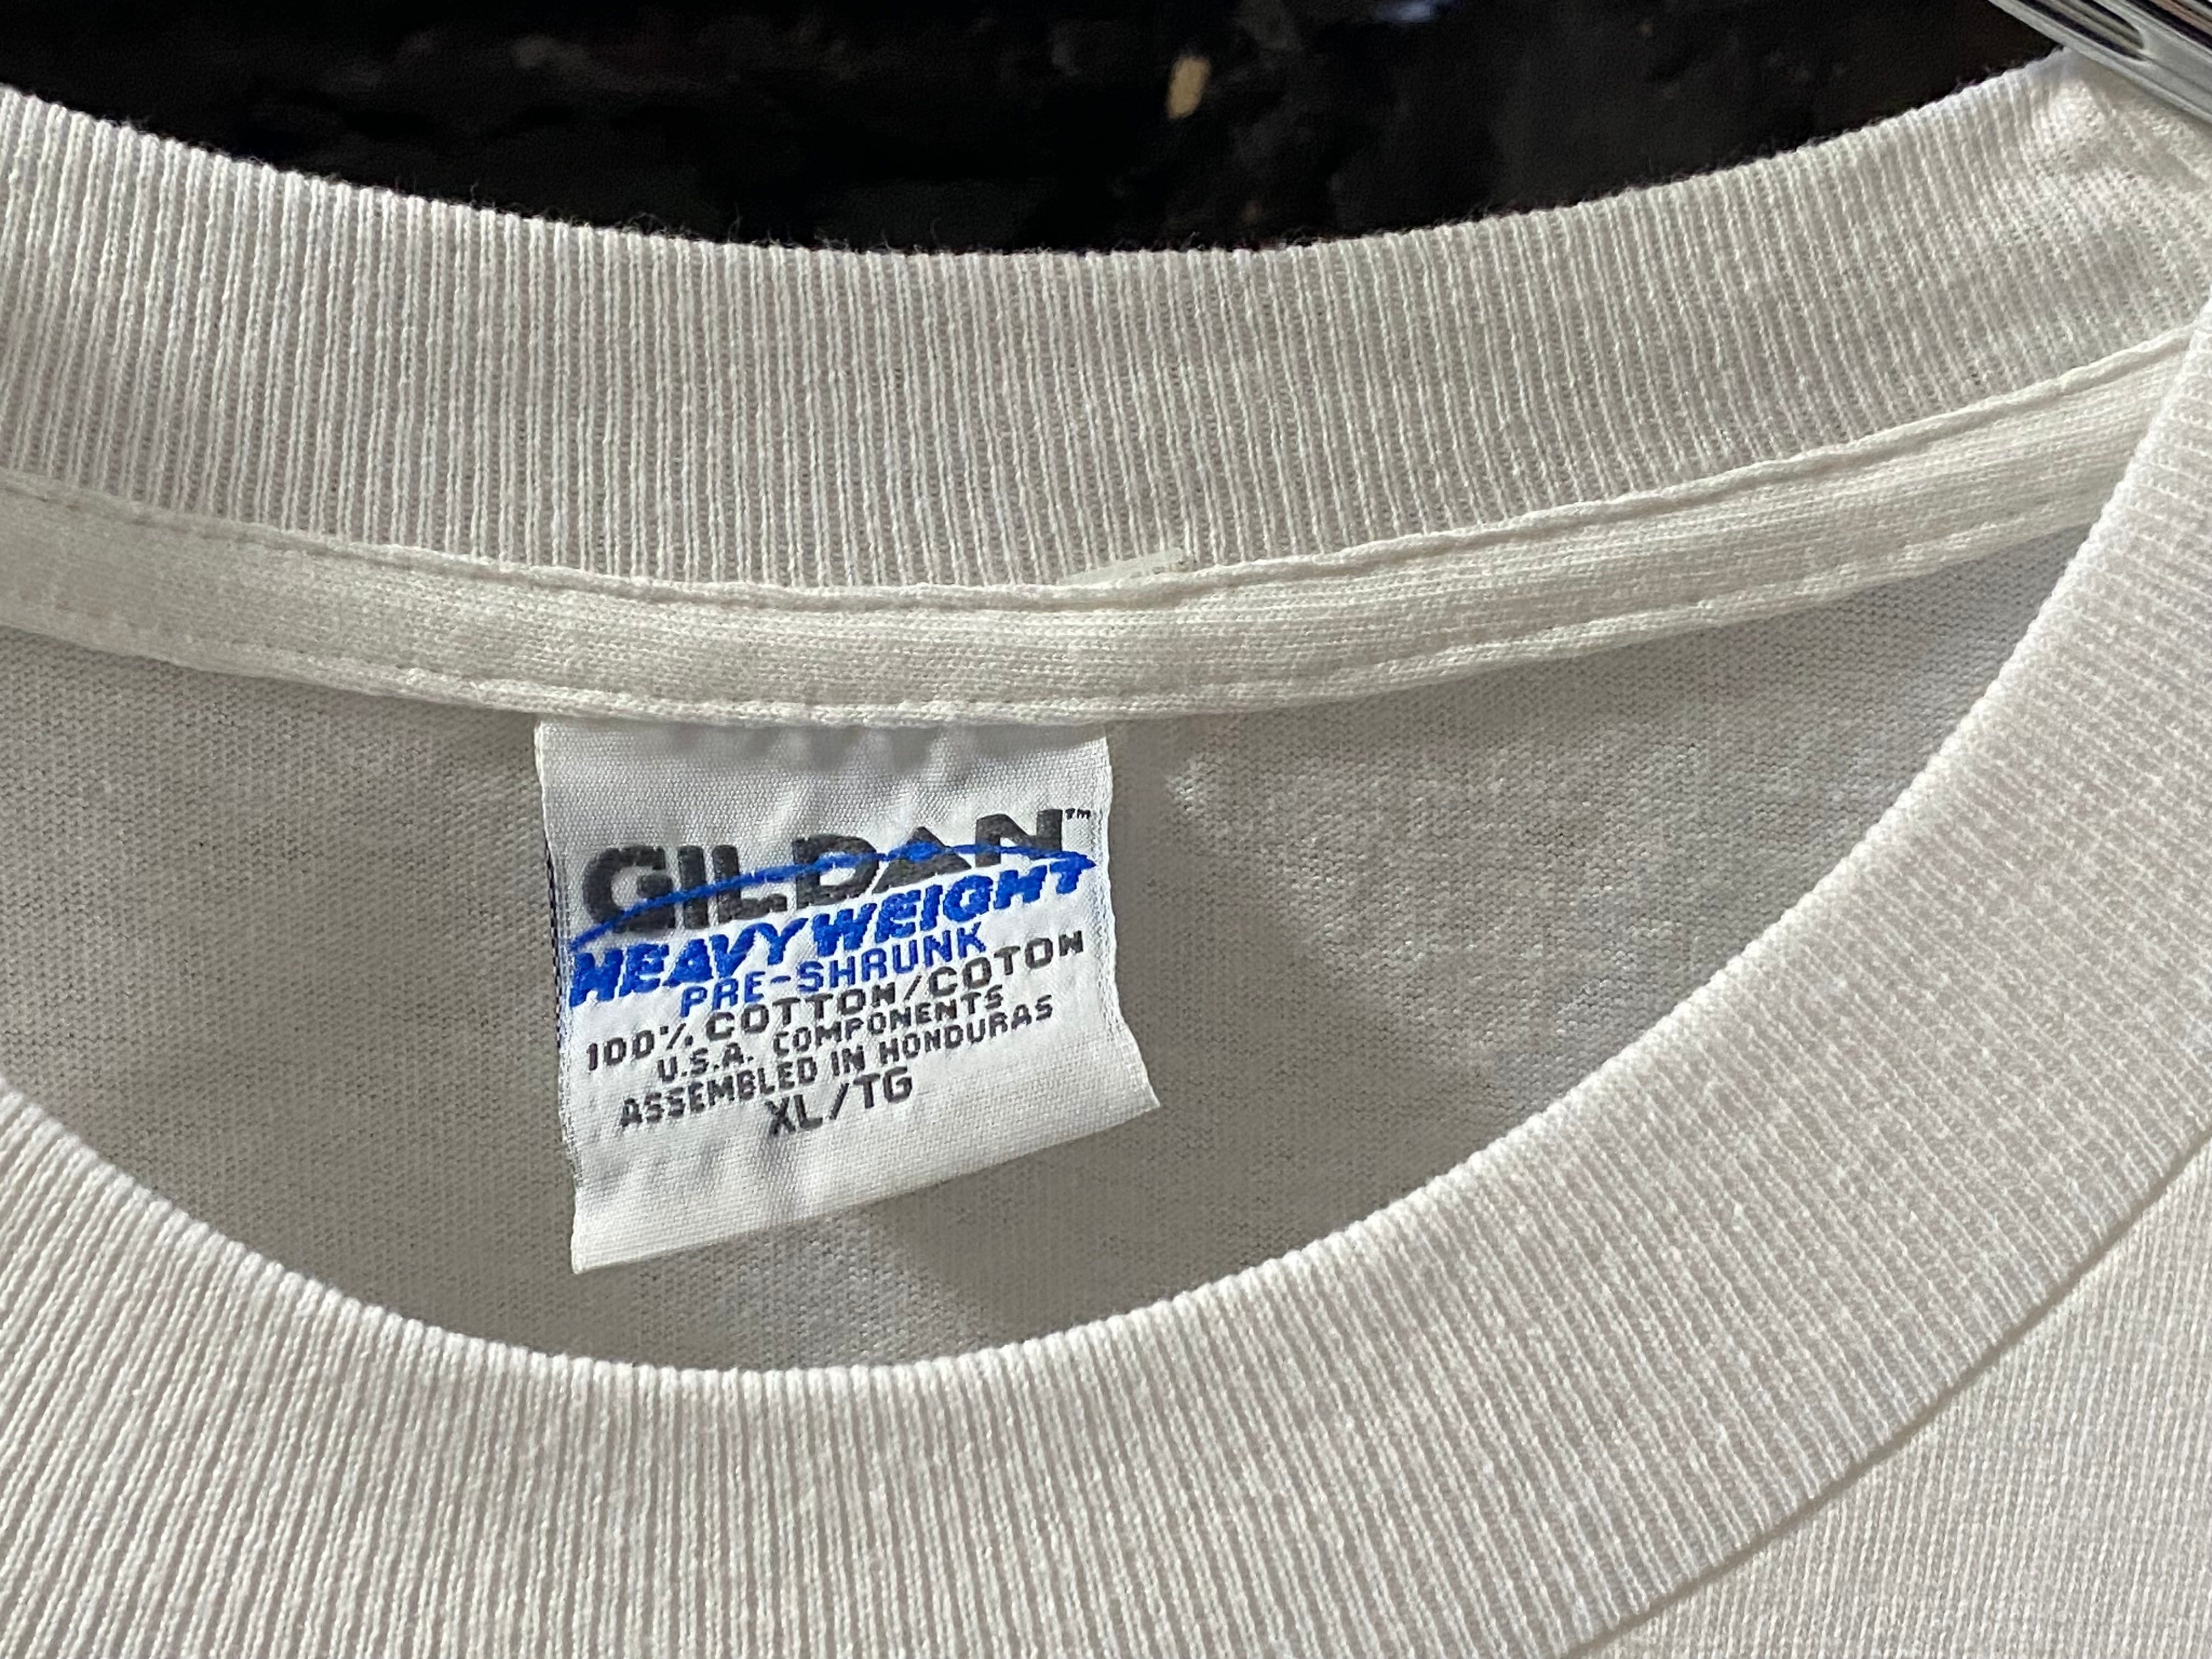 GILDAN™
HEAVYWEIGHT
PRE-SHRUNK
100% COTTON/COTON
U.S.A. COMPONENTS
ASSEMBLED IN HONDURAS
XL/TG